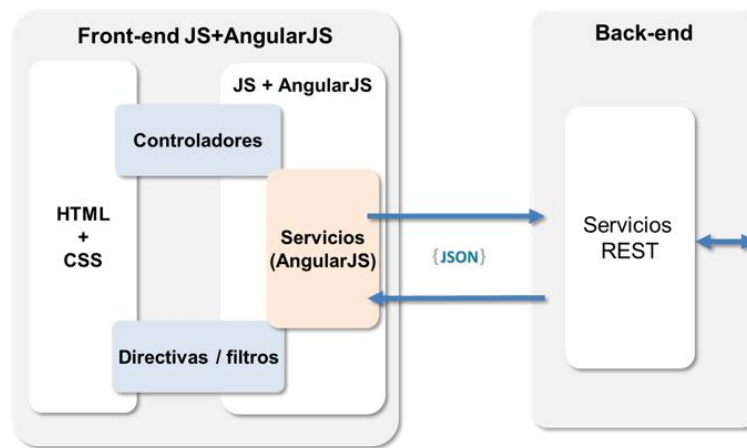 Front-end JS+AngularJS
JS + AngularJS
Controladores
HTML
+
CSS
Servicios
(AngularJS)
Directivas / filtros
{JSON}
Back-end
Servicios
REST